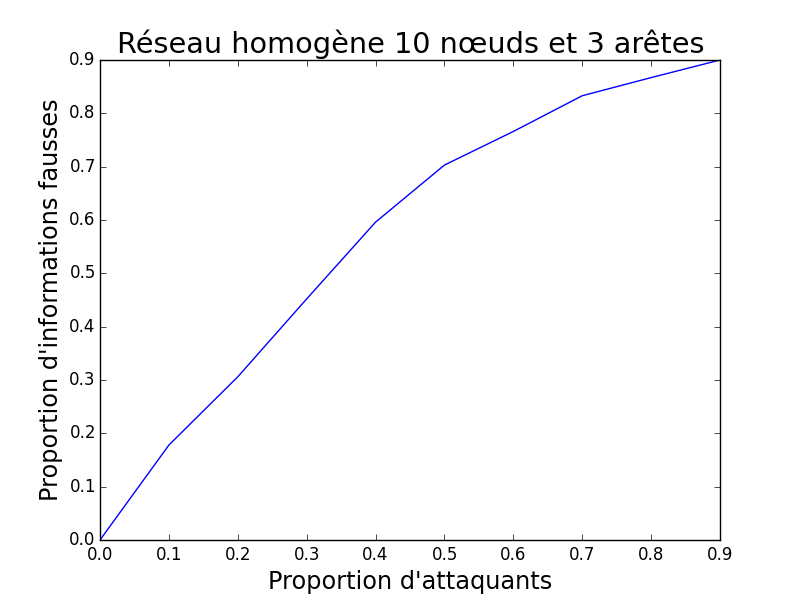 Réseau homogène 10 nœuds et 3 arêtes
Proportion d'informations fausses
0.9
0.8
0.7
0.6
0.5
0.4
0.3
0.2
0.1
0.0
0.0 0.1 0.2 0.3 0.4 0.5 0.6 0.7 0.8 0.9
Proportion d'attaquants